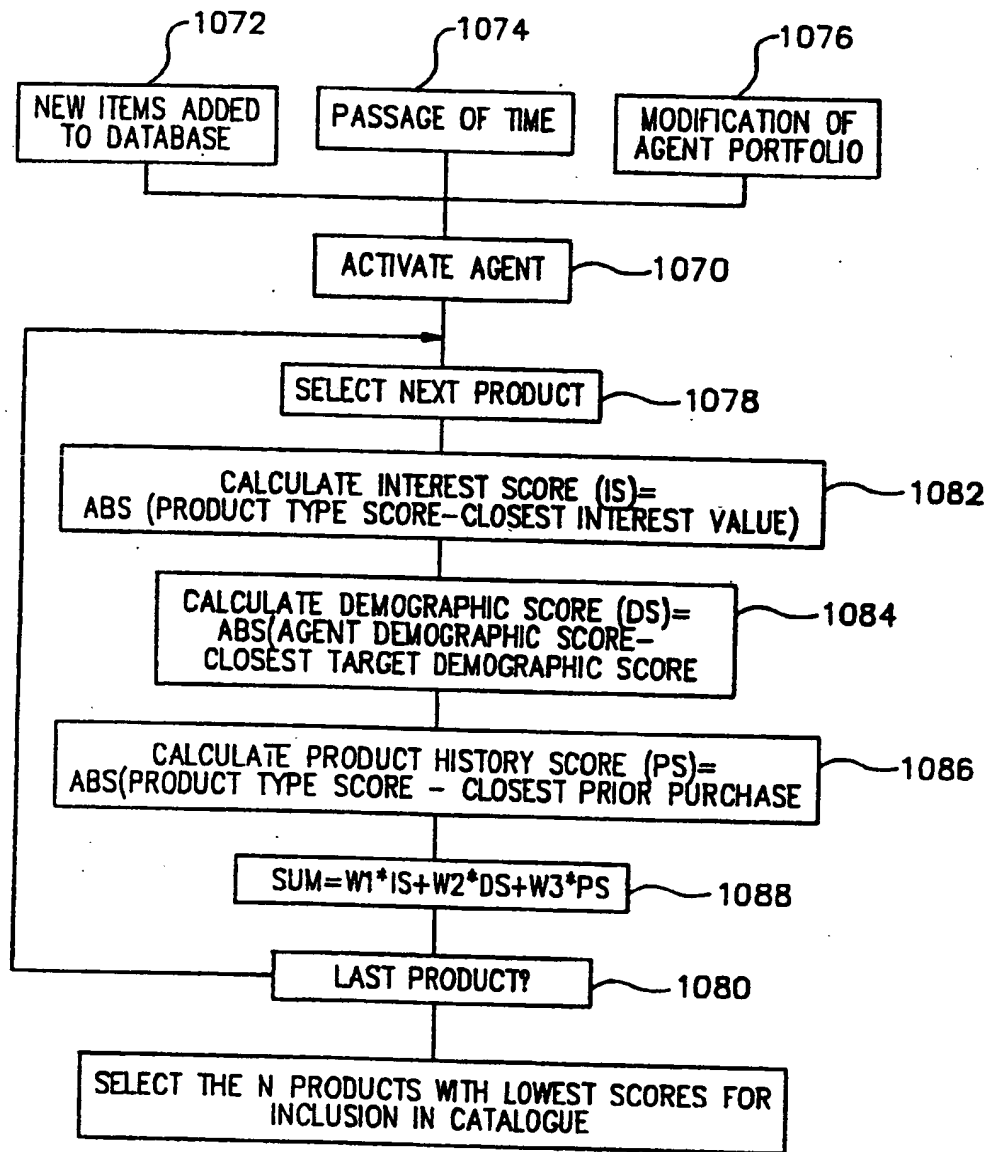 1072
1074
1076
NEW ITEMS ADDED
TO DATABASE
PASSAGE OF TIME
MODIFICATION OF
AGENT PORTFOLIO
ACTIVATE AGENT
1070
SELECT NEXT PRODUCT
1078
CALCULATE INTEREST SCORE (IS)=
ABS (PRODUCT TYPE SCORE-CLOSEST INTEREST VALUE)
1082
CALCULATE DEMOGRAPHIC SCORE (DS)=
ABS(AGENT DEMOGRAPHIC SCORE-
CLOSEST TARGET DEMOGRAPHIC SCORE
1084
CALCULATE PRODUCT HISTORY SCORE (PS)=
ABS(PRODUCT TYPE SCORE - CLOSEST PRIOR PURCHASE
1086
SUM=W1*IS+W2*DS+W3*PS
1088
LAST PRODUCT?
1080
SELECT THE N PRODUCTS WITH LOWEST SCORES FOR
INCLUSION IN CATALOGUE